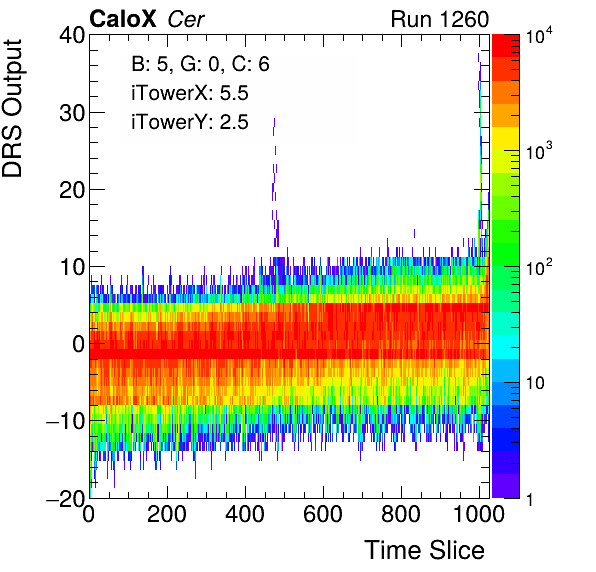 CaloX Cer Run 1260
B: 5, G: 0, C: 6
iTowerX: 5.5
iTowerY: 2.5
DRS Output
40
30
20
10
0
−10
−20
0 200 400 600 800 1000
Time Slice
10^4
10^3
10^2
10
1